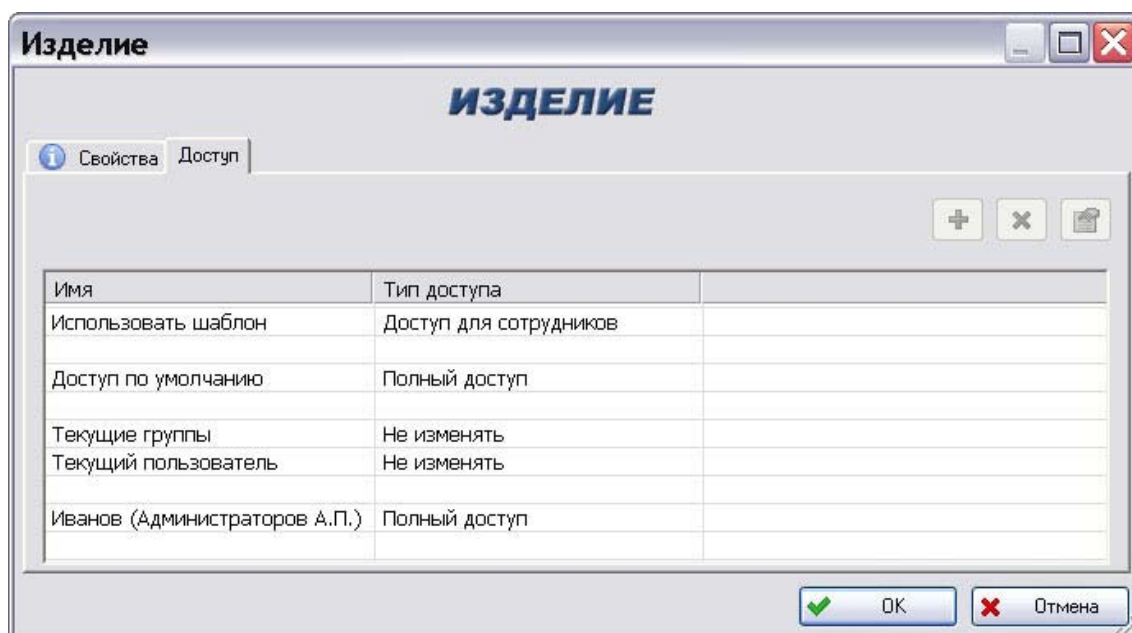 Изделие
ИЗДЕЛИЕ
Свойства Доступ
Имя Тип доступа
Использовать шаблон Доступ для сотрудников
Доступ по умолчанию Полный доступ
Текущие группы Не изменять
Текущий пользователь Не изменять
Иванов (Администраторов А.П.) Полный доступ
OK Отмена